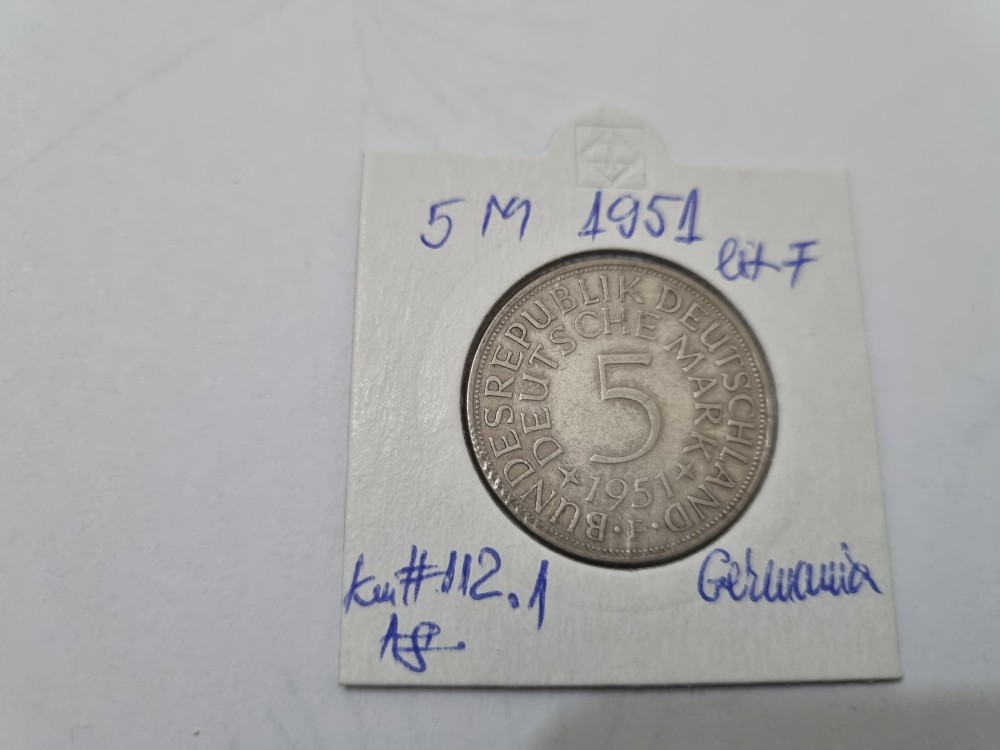 5 M 1951
lit F
BUNDESREPUBLIK DEUTSCHLAND
DEUTSCHE MARK
5
1951
F
km# 112.1
Ag.
Germania